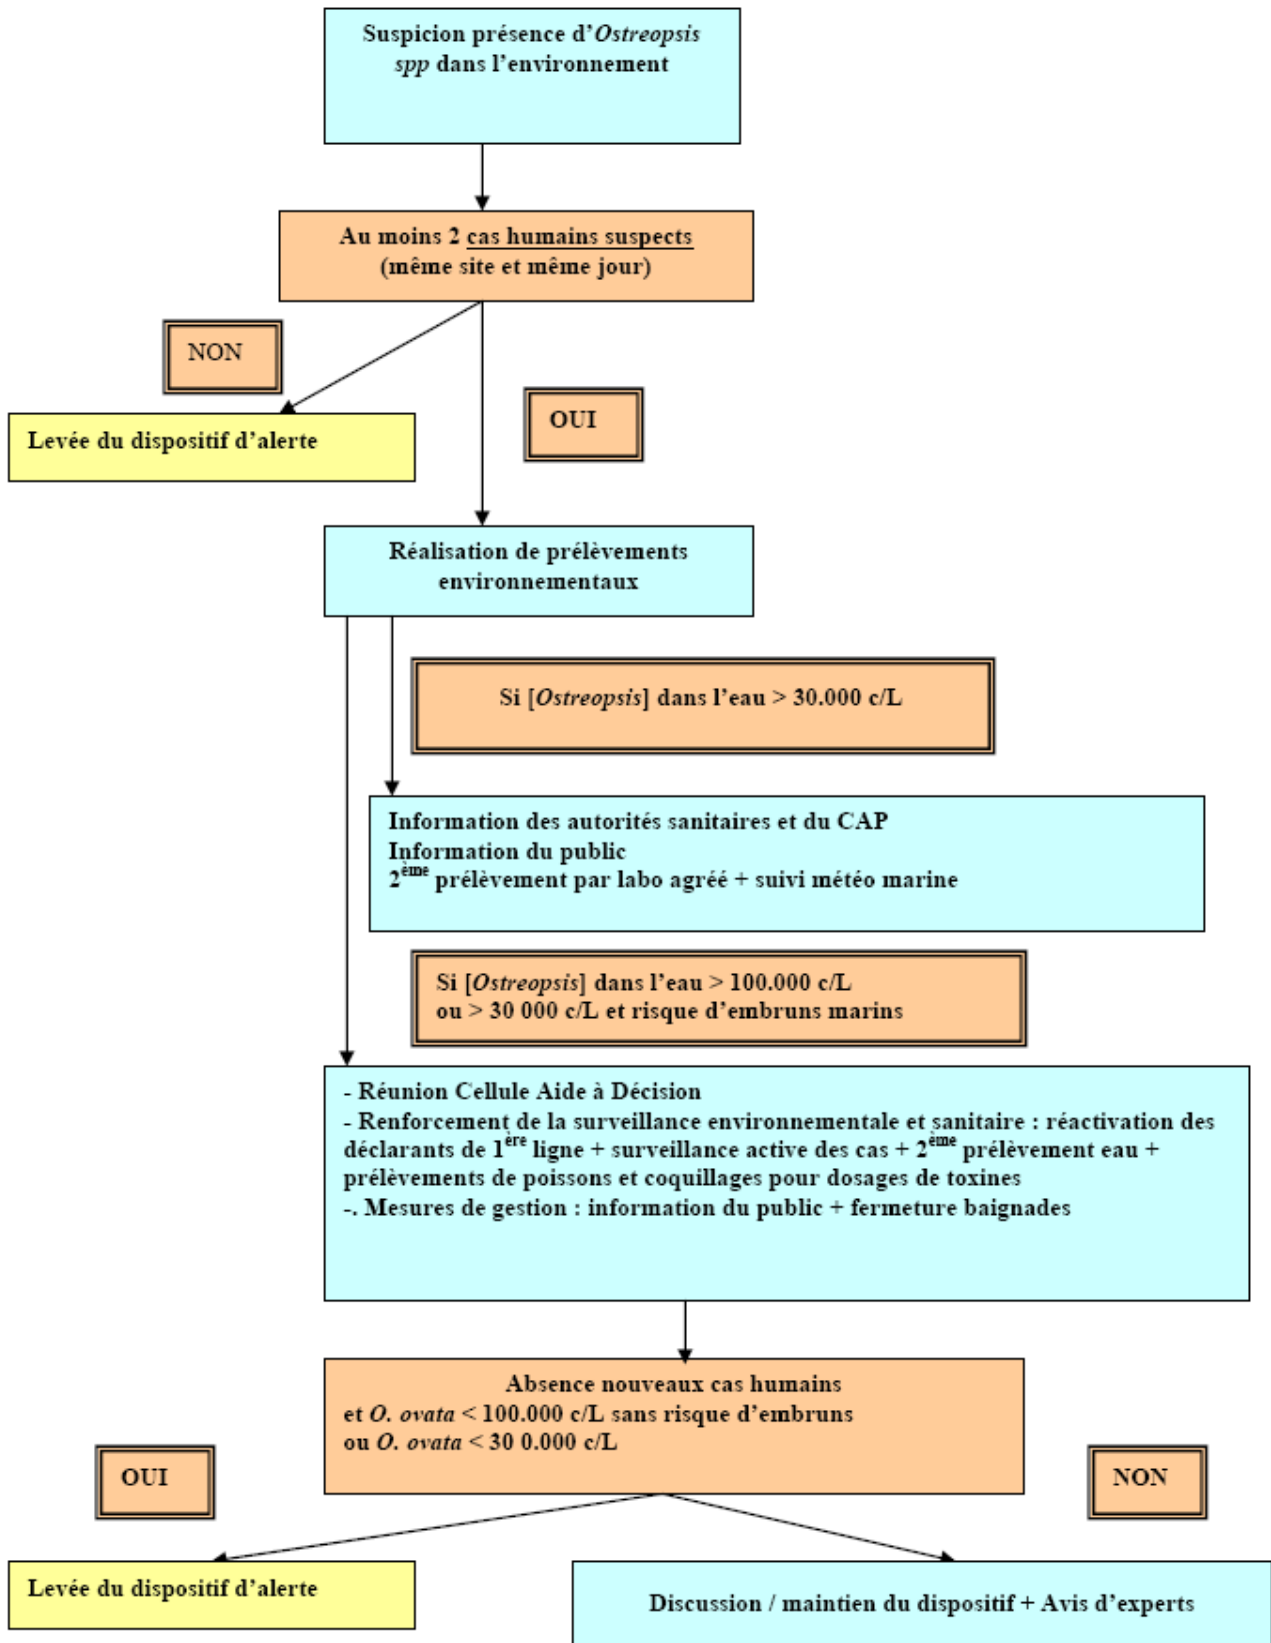 Suspicion présence d’Ostreopsis
spp dans l’environnement
Au moins 2 cas humains suspects
(même site et même jour)
NON
OUI
Levée du dispositif d’alerte
Réalisation de prélèvements
environnementaux
Si [Ostreopsis] dans l’eau > 30.000 c/L
Information des autorités sanitaires et du CAP
Information du public
2ème prélèvement par labo agréé + suivi météo marine
Si [Ostreopsis] dans l’eau > 100.000 c/L
ou > 30 000 c/L et risque d’embruns marins
- Réunion Cellule Aide à Décision
- Renforcement de la surveillance environnementale et sanitaire : réactivation des
déclarants de 1ère ligne + surveillance active des cas + 2ème prélèvement eau +
prélèvements de poissons et coquillages pour dosages de toxines
-. Mesures de gestion : information du public + fermeture baignades
Absence nouveaux cas humains
et O. ovata < 100.000 c/L sans risque d’embruns
ou O. ovata < 30 0.000 c/L
OUI
NON
Levée du dispositif d’alerte
Discussion / maintien du dispositif + Avis d’experts